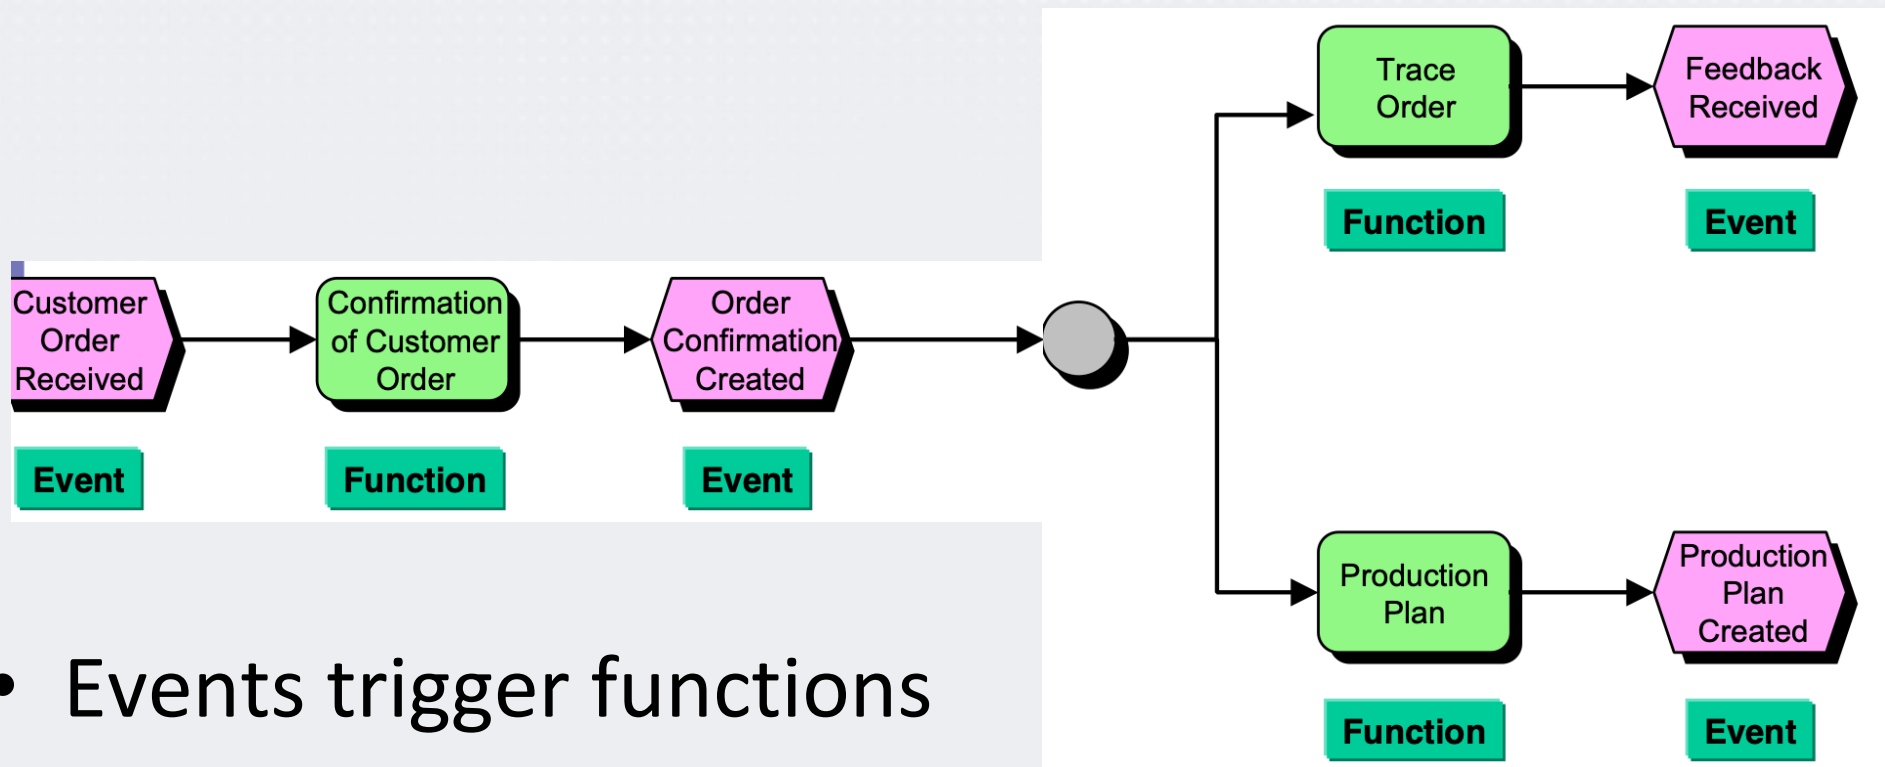 Trace
Order
Feedback
Received
Function
Event
Customer
Order
Received
Confirmation
of Customer
Order
Order
Confirmation
Created
Event
Function
Event
Production
Plan
Production
Plan
Created
• Events trigger functions
Function
Event